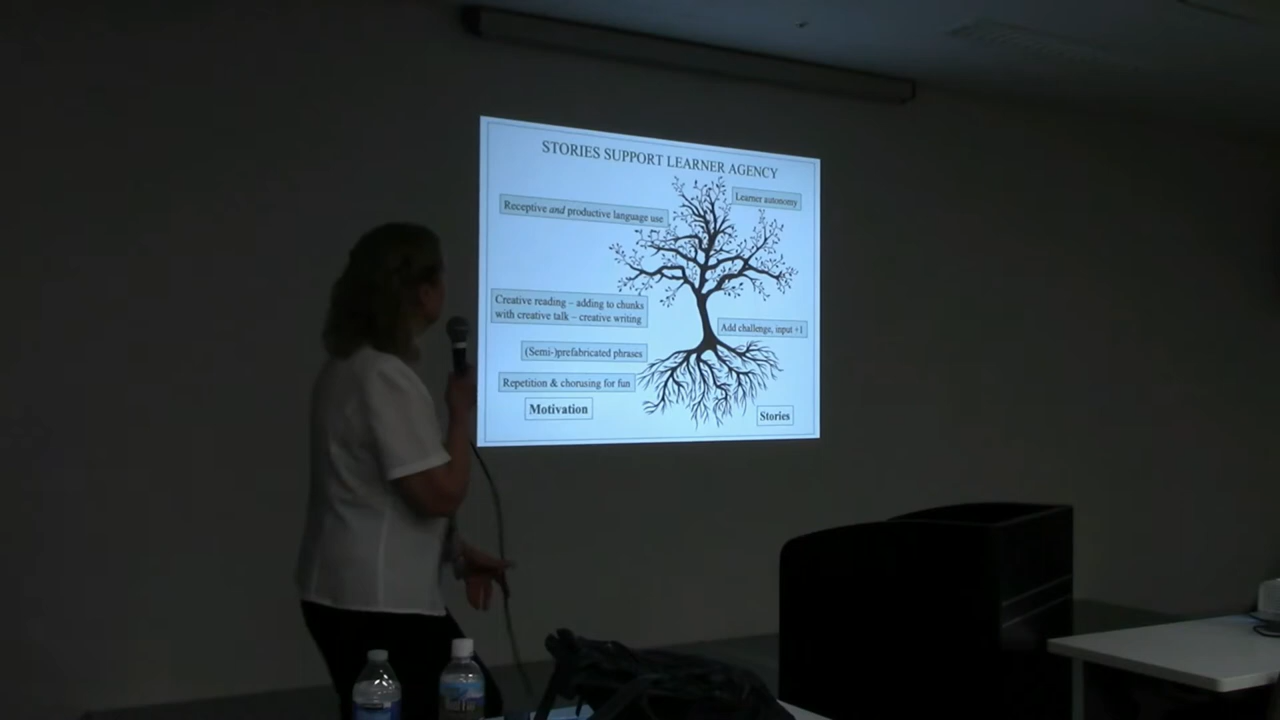 STORIES SUPPORT LEARNER AGENCY
Learner autonomy
Receptive and productive language use
Creative reading – adding to chunks
with creative talk – creative writing
Add challenge, input +1
(Semi-)prefabricated phrases
Repetition & chorusing for fun
Motivation
Stories